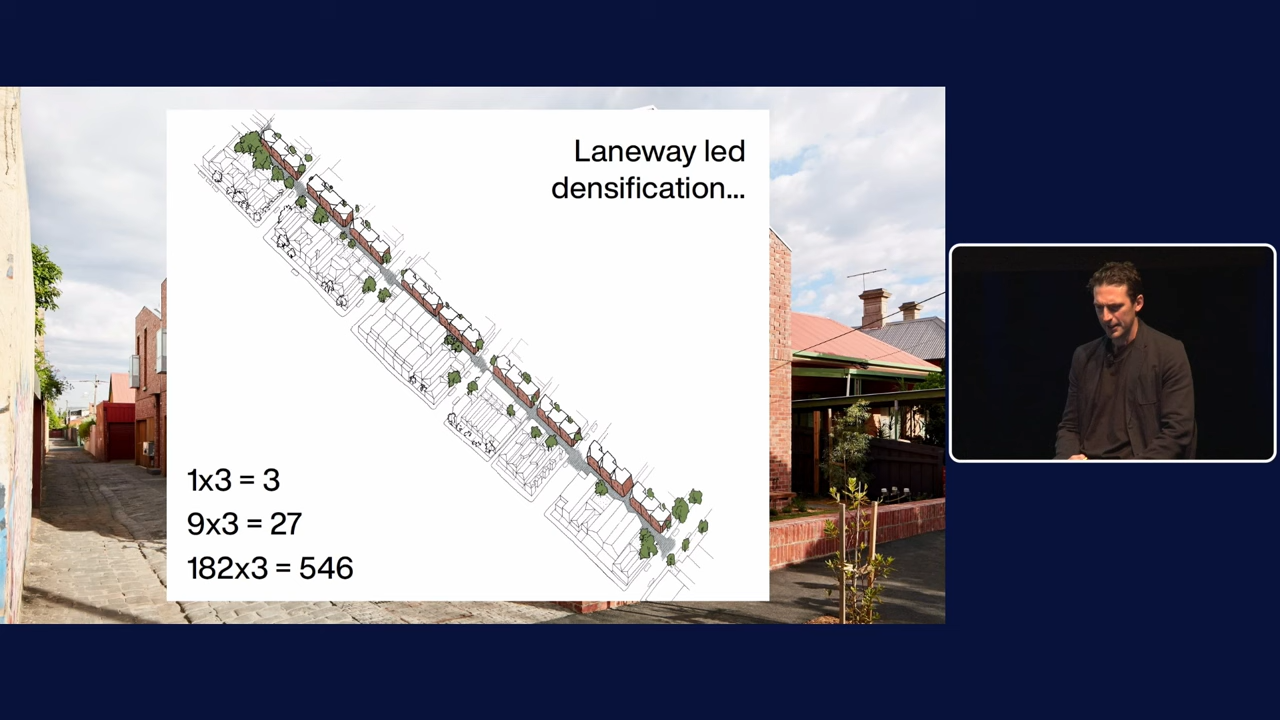 Laneway led
densification...
1x3 = 3
9x3 = 27
182x3 = 546